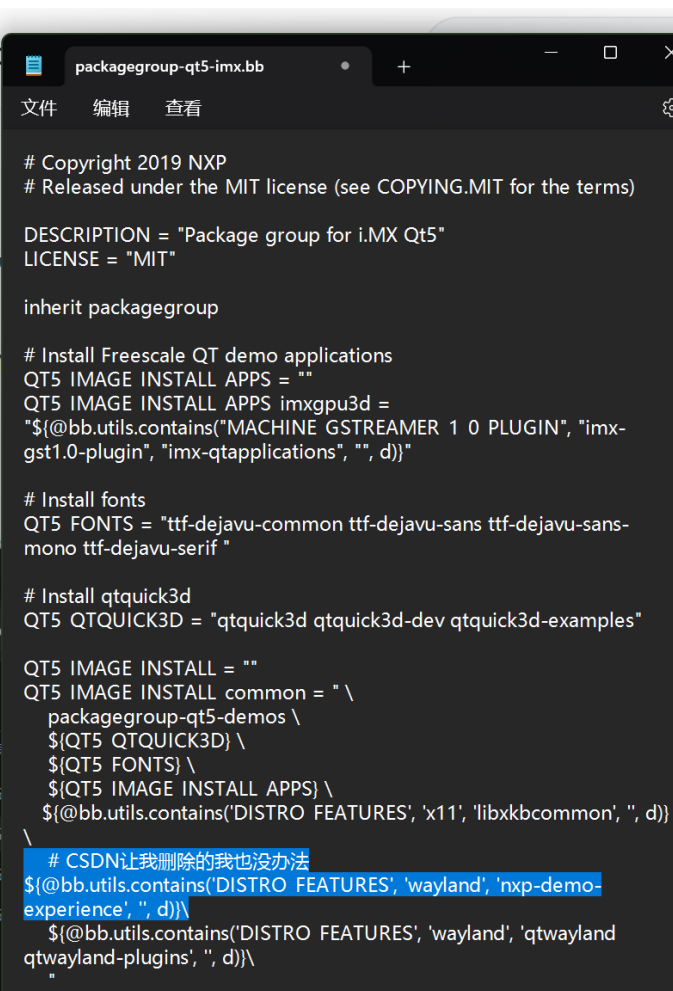 packagegroup-qt5-imx.bb
文件 编辑 查看
# Copyright 2019 NXP
# Released under the MIT license (see COPYING.MIT for the terms)
DESCRIPTION = "Package group for i.MX Qt5"
LICENSE = "MIT"
inherit packagegroup
# Install Freescale QT demo applications
QT5 IMAGE INSTALL APPS = ""
QT5 IMAGE INSTALL APPS imxgpu3d =
"${@bb.utils.contains("MACHINE GSTREAMER 1 0 PLUGIN", "imx-
gst1.0-plugin", "imx-qtapplications", "", d)}"
# Install fonts
QT5 FONTS = "ttf-dejavu-common ttf-dejavu-sans ttf-dejavu-sans-
mono ttf-dejavu-serif "
# Install qtquick3d
QT5 QTQUICK3D = "qtquick3d qtquick3d-dev qtquick3d-examples"
QT5 IMAGE INSTALL = ""
QT5 IMAGE INSTALL common = " \
packagegroup-qt5-demos \
${QT5 QTQUICK3D} \
${QT5 FONTS} \
${QT5 IMAGE INSTALL APPS} \
${@bb.utils.contains('DISTRO FEATURES', 'x11', 'libxkbcommon', '', d)}
\
# CSDN让我删除的我也没办法
${@bb.utils.contains('DISTRO FEATURES', 'wayland', 'nxp-demo-
experience', '', d)}\
${@bb.utils.contains('DISTRO FEATURES', 'wayland', 'qtwayland
qtwayland-plugins', '', d)}\
"